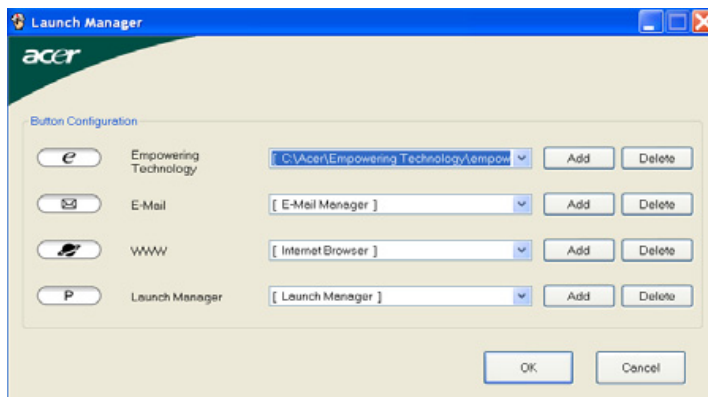 Launch Manager
acer
Button Configuration
e Empowering Technology [ C:\Acer\Empowering Technology\empow Add Delete
E-Mail [ E-Mail Manager ] Add Delete
WWW [ Internet Browser ] Add Delete
P Launch Manager [ Launch Manager ] Add Delete
OK Cancel